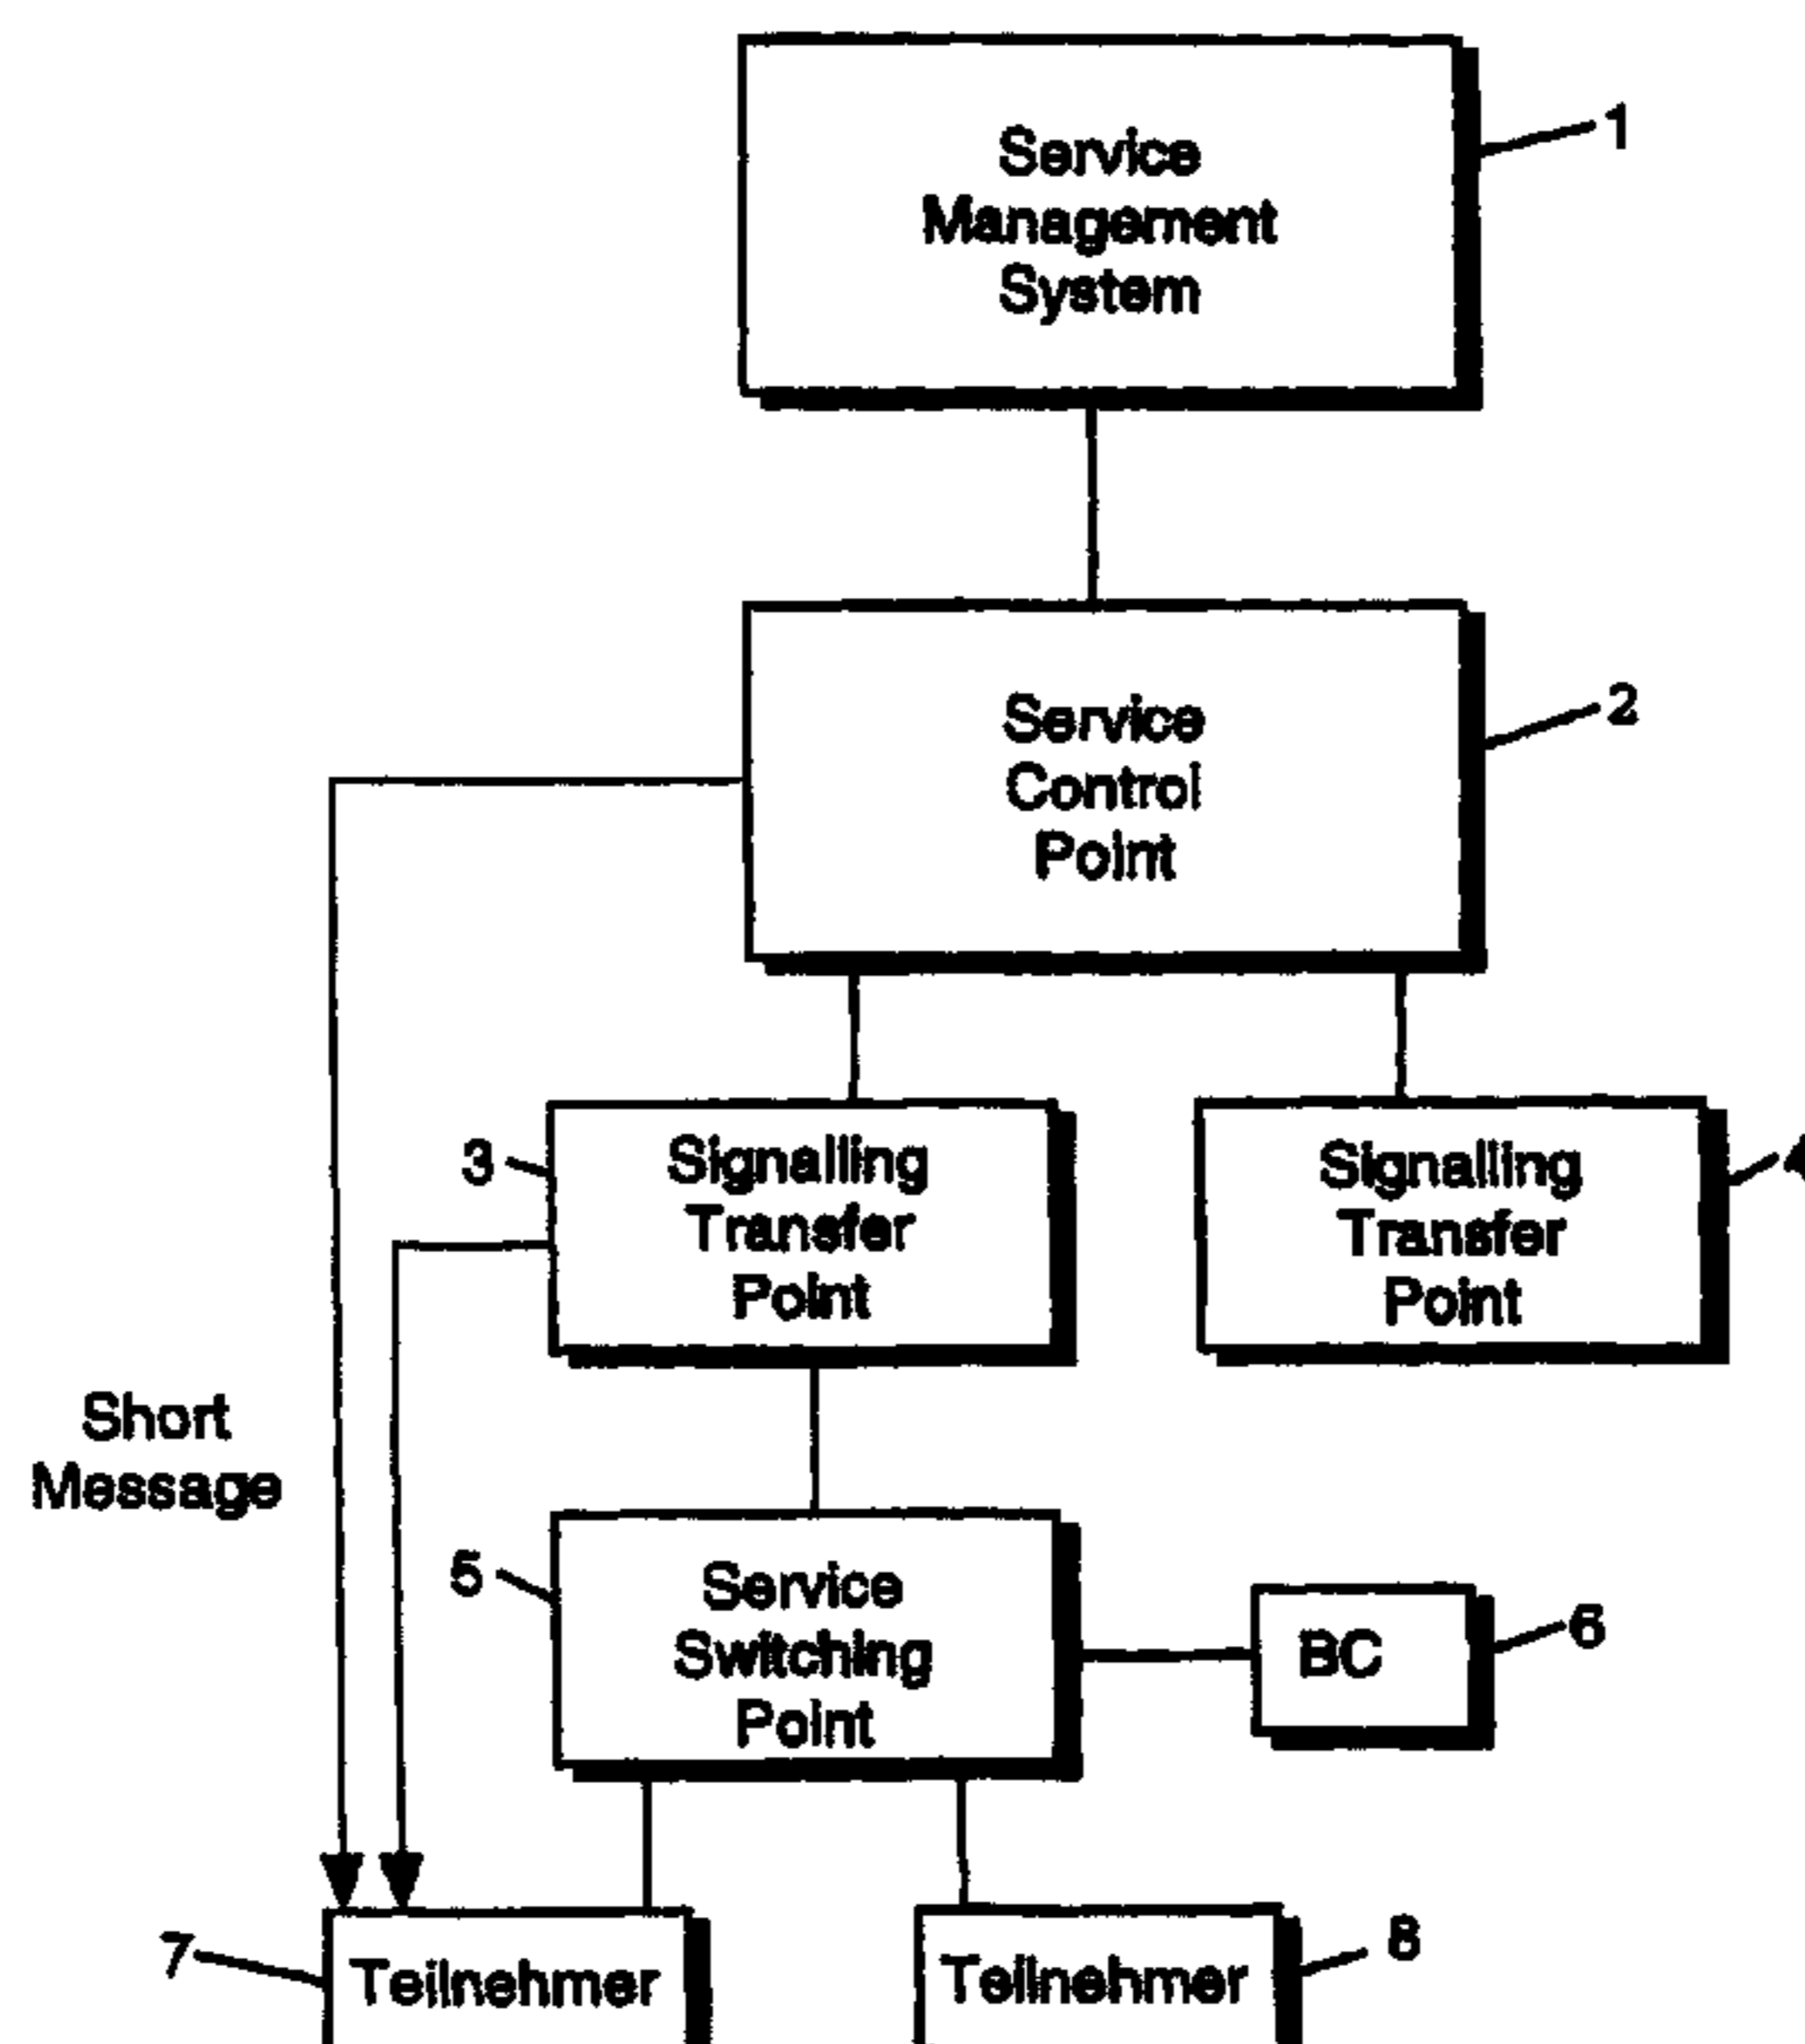 Service
Management
System
1
Service
Control
Point
2
3
Signalling
Transfer
Point
Signalling
Transfer
Point
Short
Message
5
Service
Switching
Point
BC
6
7
Teilnehmer
Teilnehmer
8